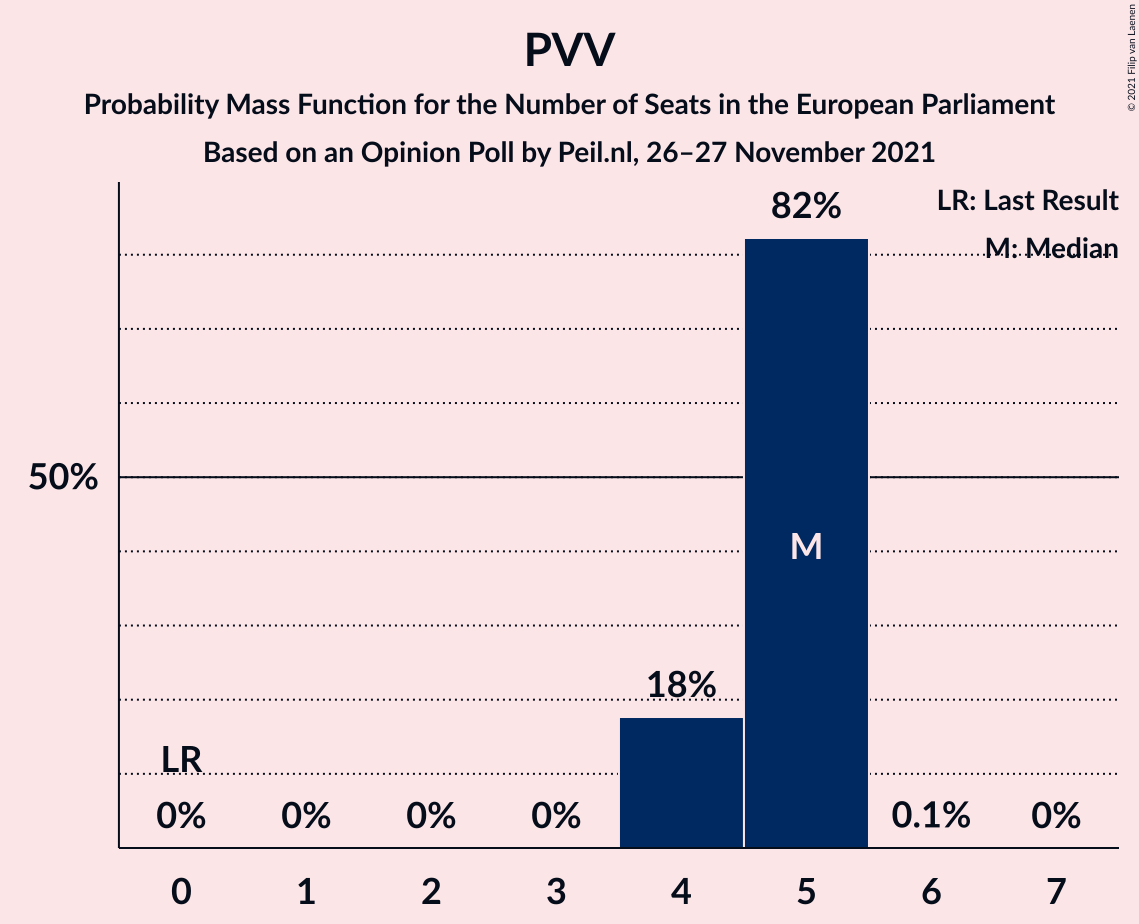 PVV
Probability Mass Function for the Number of Seats in the European Parliament
Based on an Opinion Poll by Peil.nl, 26–27 November 2021
© 2021 Filip van Laenen
LR: Last Result
M: Median
82%
50%
M
18%
LR
0% 0% 0% 0% 0.1% 0%
0 1 2 3 4 5 6 7